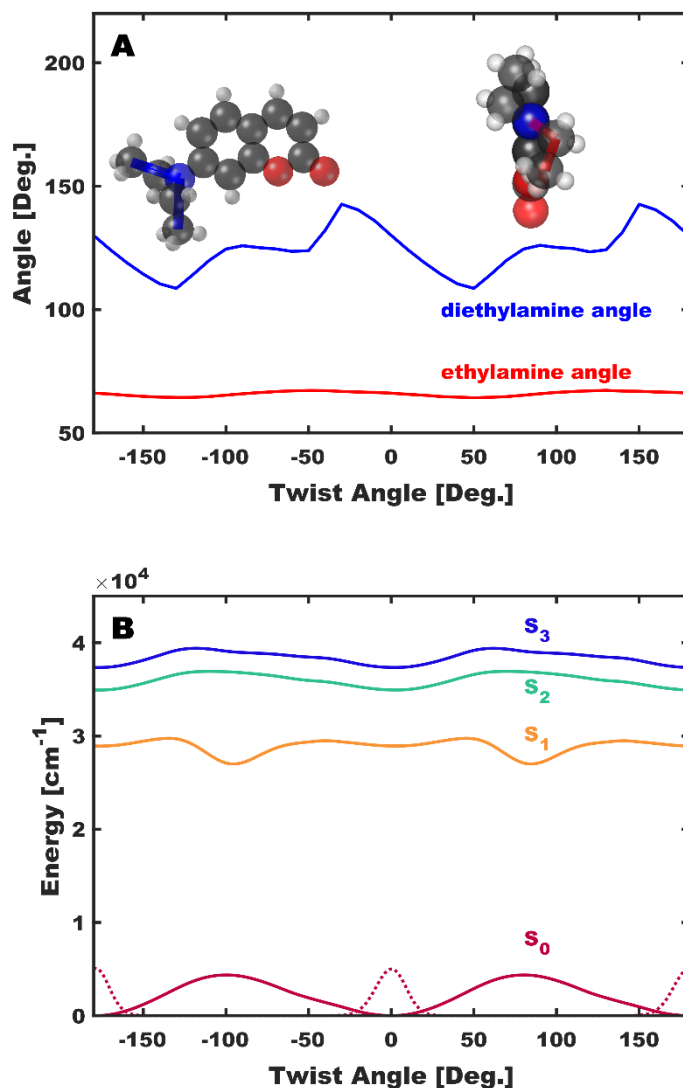 A
200
150
100
50
Angle [Deg.]
diethylamine angle
ethylamine angle
-150 -100 -50 0 50 100 150
Twist Angle [Deg.]
×10⁴
B
4
3
2
1
0
Energy [cm⁻¹]
S₃
S₂
S₁
S₀
-150 -100 -50 0 50 100 150
Twist Angle [Deg.]